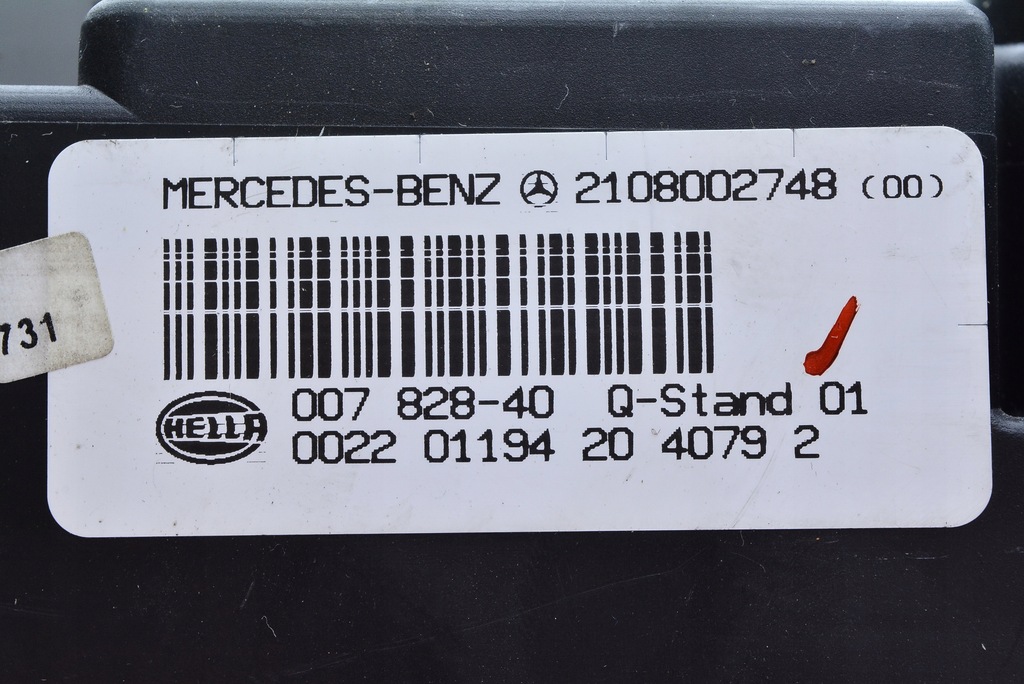 MERCEDES-BENZ 2108002748 (00)
731
HELLA
007 828-40 Q-Stand 01
0022 01194 20 4079 2